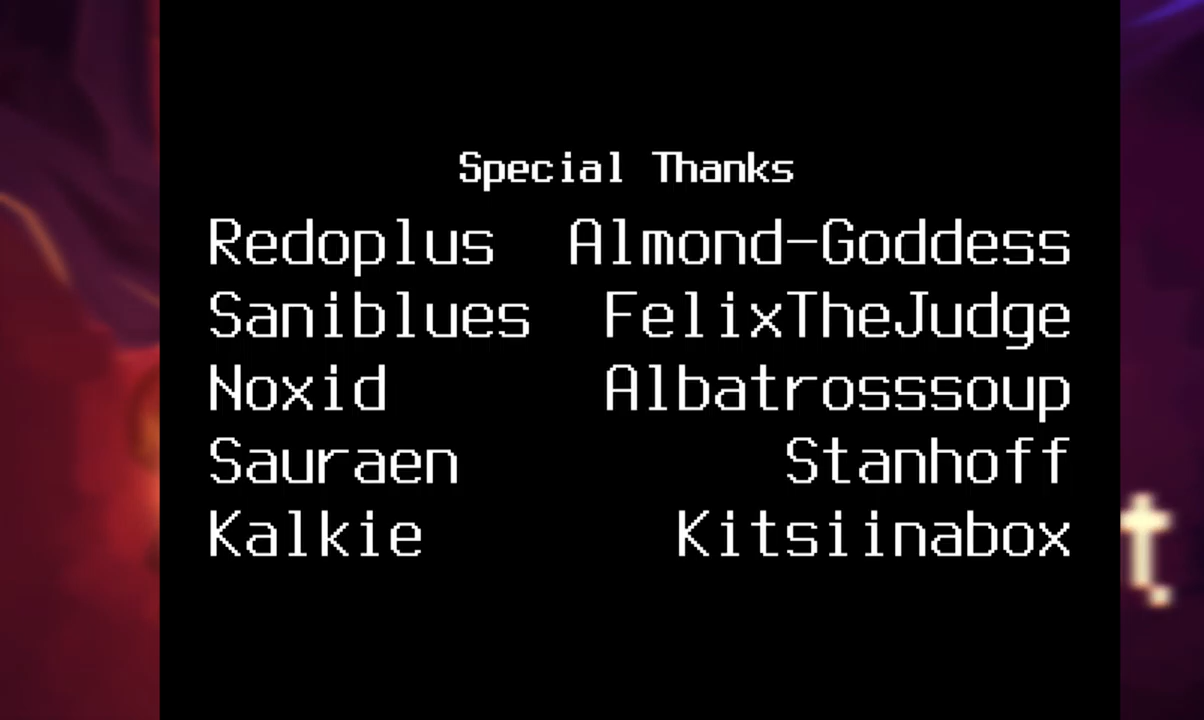 Special Thanks
Redoplus Almond-Goddess
Saniblues FelixTheJudge
Noxid Albatrosssoup
Sauraen Stanhoff
Kalkie Kitsiinabox
t